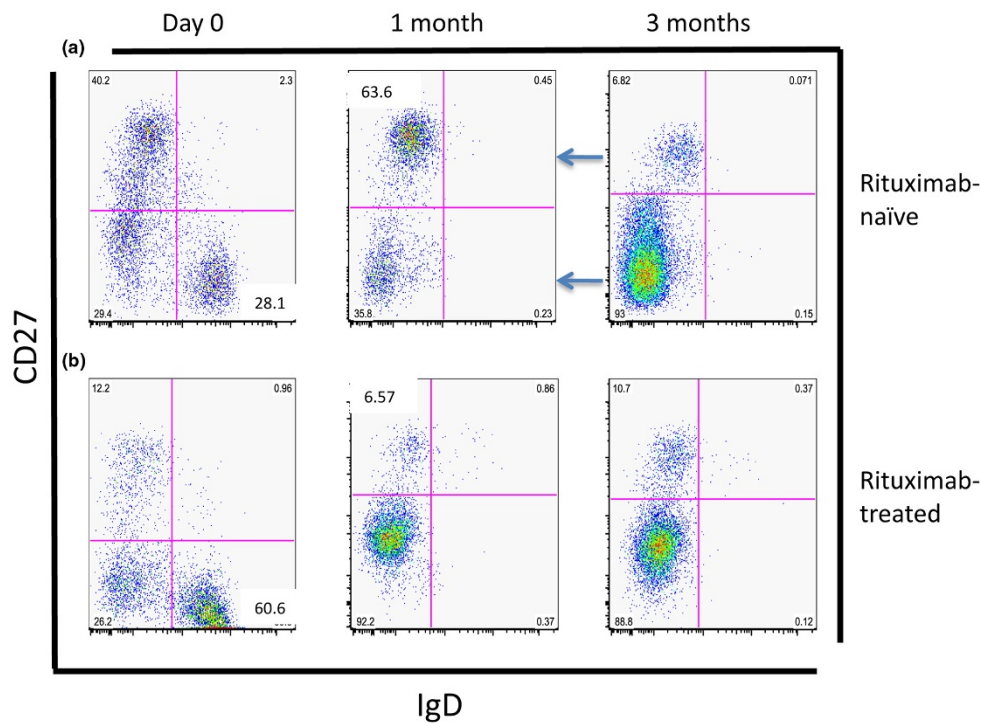 Day 0 1 month 3 months
(a)
40.2 2.3 63.6 0.45 6.82 0.071
Rituximab-
naïve
28.1
29.4 35.8 0.23 93 0.15
CD27
(b)
12.2 0.96 6.57 0.86 10.7 0.37
Rituximab-
treated
60.6
26.2 92.2 0.37 88.8 0.12
IgD